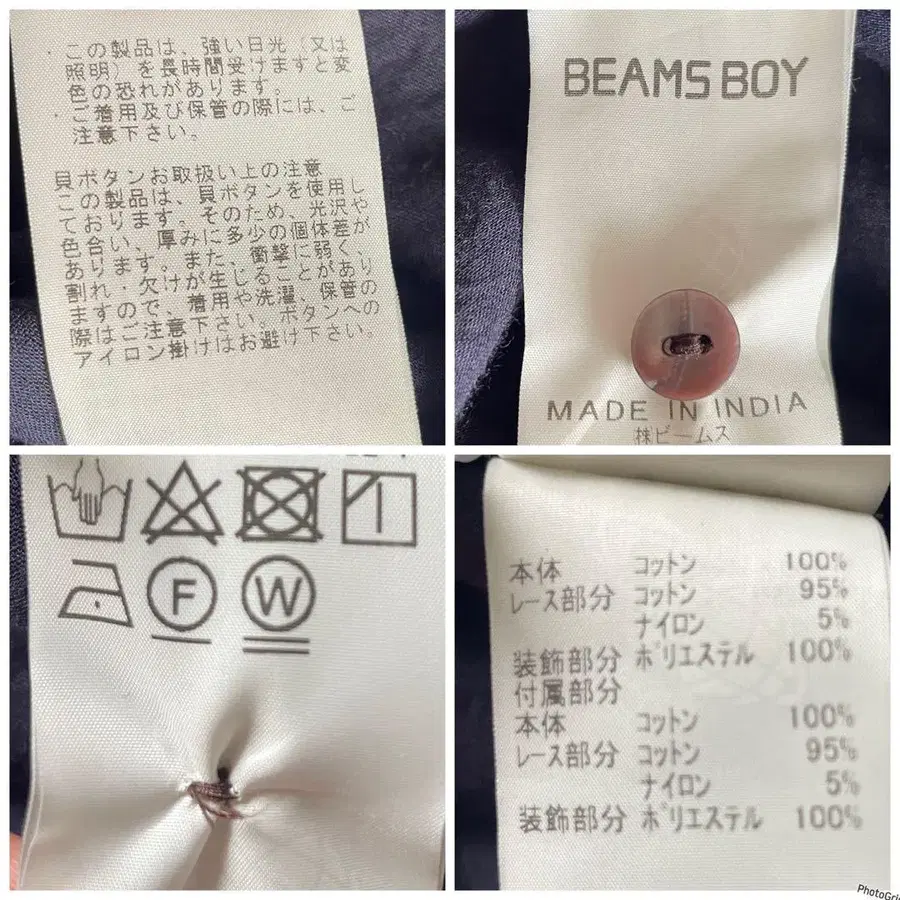 ・この製品は、強い日光（又は
照明）を長時間受けますと変
色の恐れがあります。
・ご着用及び保管の際には、ご
注意下さい。
貝ボタンお取扱い上の注意
この製品は、貝ボタンを使用し
ております。そのため、光沢や
色合い、厚みに多少の個体差が
あります。また、衝撃に弱く、
割れ・欠けが生じることがあり
ますので、着用や洗濯、保管の
際はご注意下さい。ボタンへの
アイロン掛けはお避け下さい。
BEAMS BOY
MADE IN INDIA
株ビームス
F
W
本体 コットン 100%
レース部分 コットン 95%
ナイロン 5%
装飾部分 ポリエステル 100%
付属部分
本体 コットン 100%
レース部分 コットン 95%
ナイロン 5%
装飾部分 ポリエステル 100%